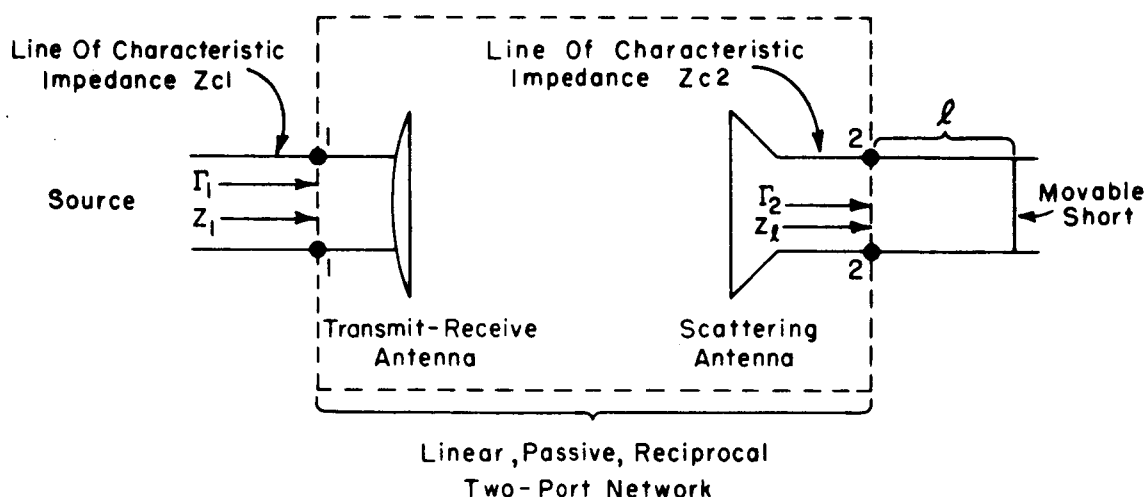 Line Of Characteristic
Impedance Zc1
Line Of Characteristic
Impedance Zc2
ℓ
1
2
Γ1
Source
Z1
Γ2
Zℓ
Movable
Short
1
2
Transmit-Receive
Antenna
Scattering
Antenna
Linear, Passive, Reciprocal
Two-Port Network